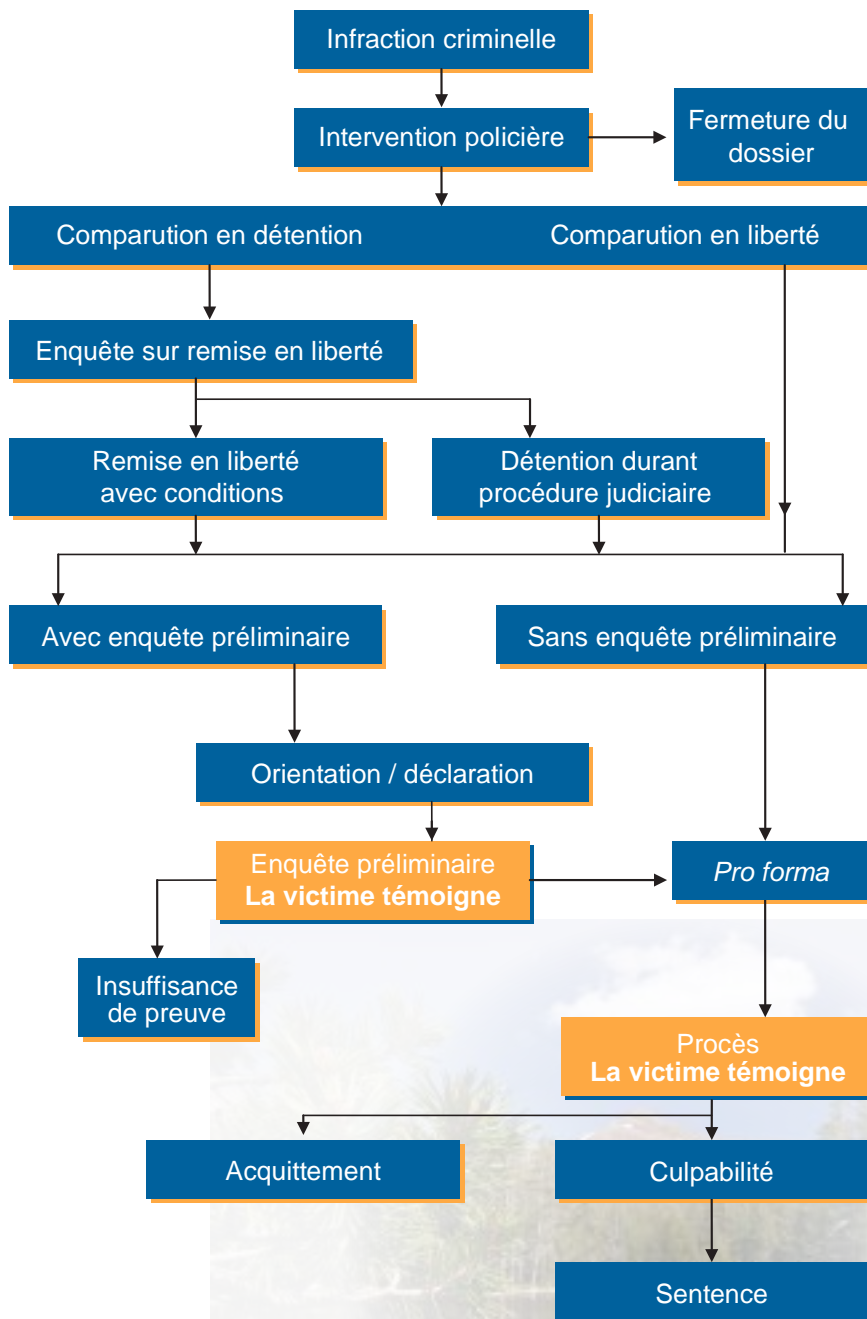 Infraction criminelle
Intervention policière
Fermeture du
dossier
Comparution en détention
Comparution en liberté
Enquête sur remise en liberté
Remise en liberté
avec conditions
Détention durant
procédure judiciaire
Avec enquête préliminaire
Sans enquête préliminaire
Orientation / déclaration
Enquête préliminaire
La victime témoigne
Pro forma
Insuffisance
de preuve
Procès
La victime témoigne
Acquittement
Culpabilité
Sentence